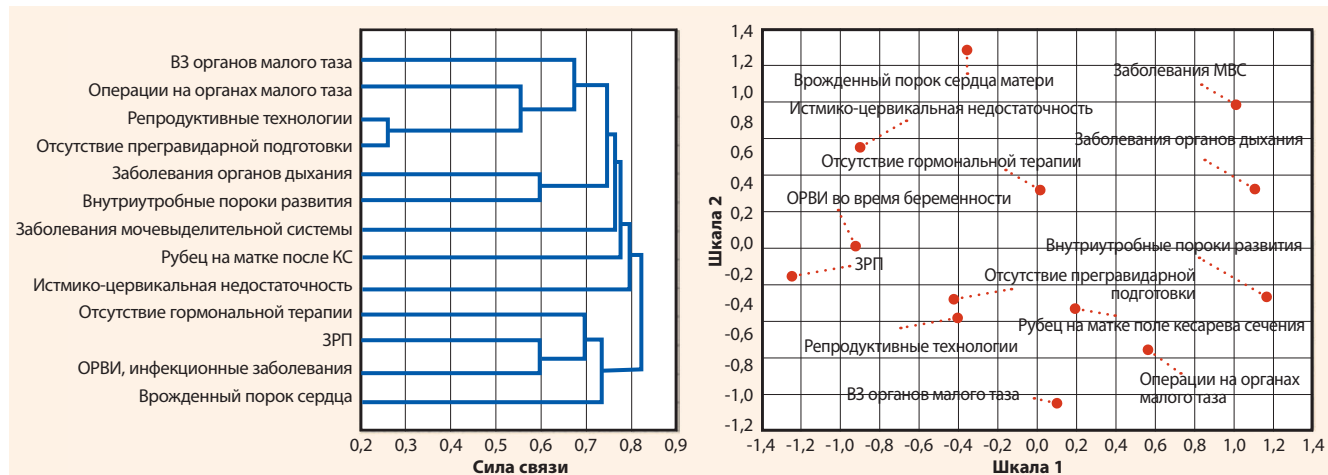 ВЗ органов малого таза
Операции на органах малого таза
Репродуктивные технологии
Отсутствие прегравидарной подготовки
Заболевания органов дыхания
Внутриутробные пороки развития
Заболевания мочевыделительной системы
Рубец на матке после КС
Истмико-цервикальная недостаточность
Отсутствие гормональной терапии
ЗРП
ОРВИ, инфекционные заболевания
Врожденный порок сердца
0,2 0,3 0,4 0,5 0,6 0,7 0,8 0,9
Сила связи
Шкала 2
1,4
1,2
1,0
0,8
0,6
0,4
0,2
0,0
-0,2
-0,4
-0,6
-0,8
-1,0
-1,2
Врожденный порок сердца матери
Заболевания МВС
Истмико-цервикальная недостаточность
Заболевания органов дыхания
Отсутствие гормональной терапии
ОРВИ во время беременности
Внутриутробные пороки развития
ЗРП
Отсутствие прегравидарной
подготовки
Рубец на матке поле кесарева сечения
Репродуктивные технологии
Операции на органах
малого таза
ВЗ органов малого таза
-1,4 -1,2 -1,0 -0,8 -0,6 -0,4 -0,2 0,0 0,2 0,4 0,6 0,8 1,0 1,2 1,4
Шкала 1